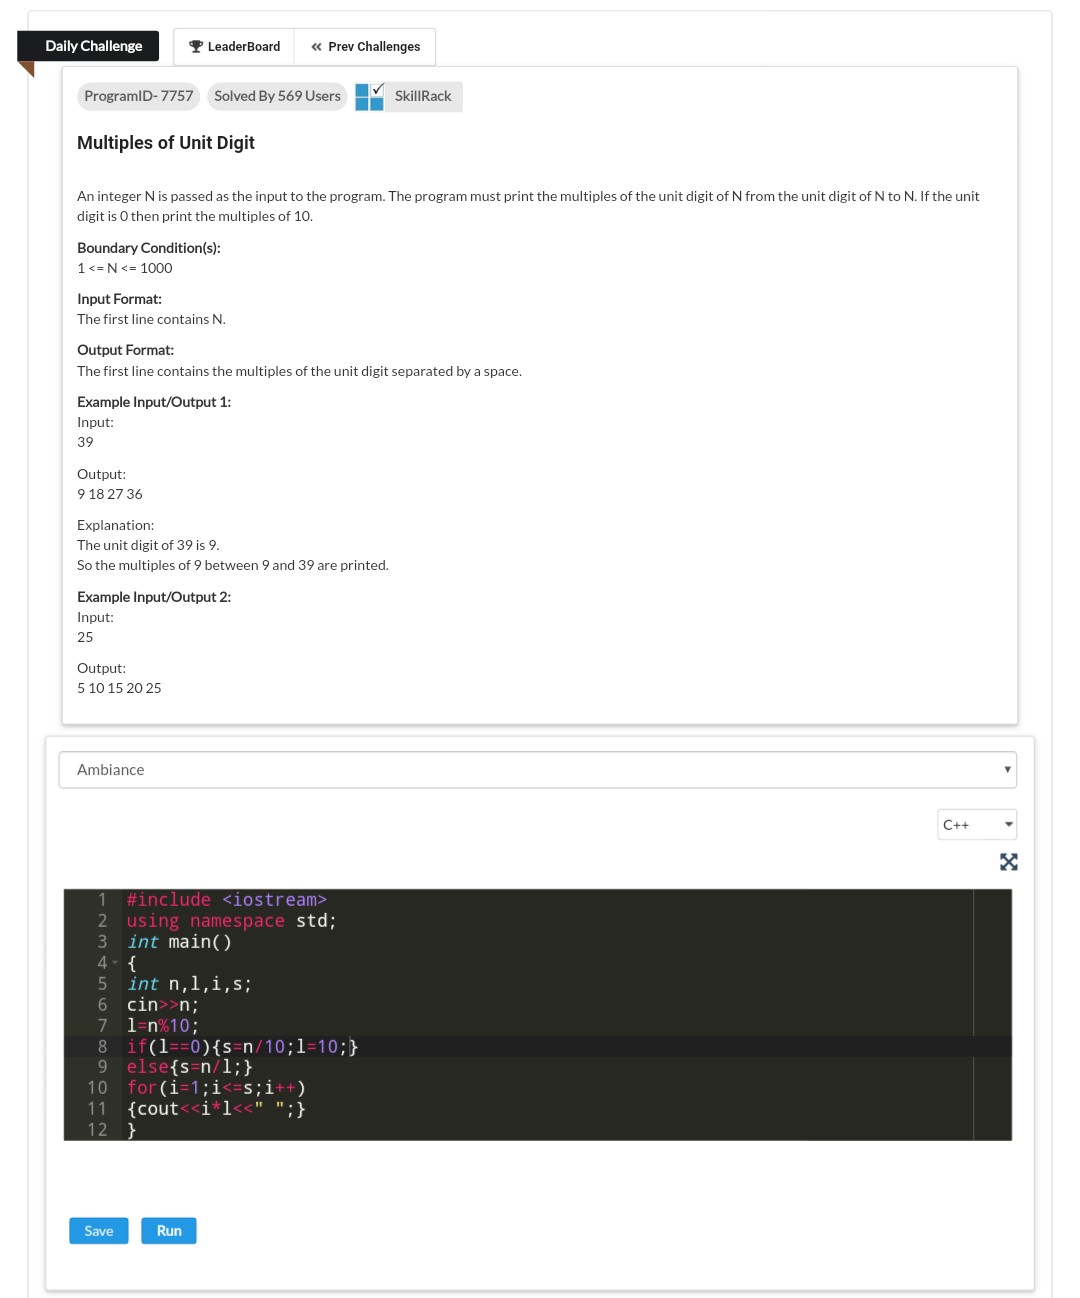 Daily Challenge
LeaderBoard
Prev Challenges
ProgramID- 7757
Solved By 569 Users
SkillRack
Multiples of Unit Digit
An integer N is passed as the input to the program. The program must print the multiples of the unit digit of N from the unit digit of N to N. If the unit
digit is 0 then print the multiples of 10.
Boundary Condition(s):
1 <= N <= 1000
Input Format:
The first line contains N.
Output Format:
The first line contains the multiples of the unit digit separated by a space.
Example Input/Output 1:
Input:
39
Output:
9 18 27 36
Explanation:
The unit digit of 39 is 9.
So the multiples of 9 between 9 and 39 are printed.
Example Input/Output 2:
Input:
25
Output:
5 10 15 20 25
Ambiance
C++
1 #include <iostream>
2 using namespace std;
3 int main()
4 {
5 int n,l,i,s;
6 cin>>n;
7 l=n%10;
8 if(l==0){s=n/10;l=10;}
9 else{s=n/l;}
10 for(i=1;i<=s;i++)
11 {cout<<i*l<<" ";}
12 }
Save
Run